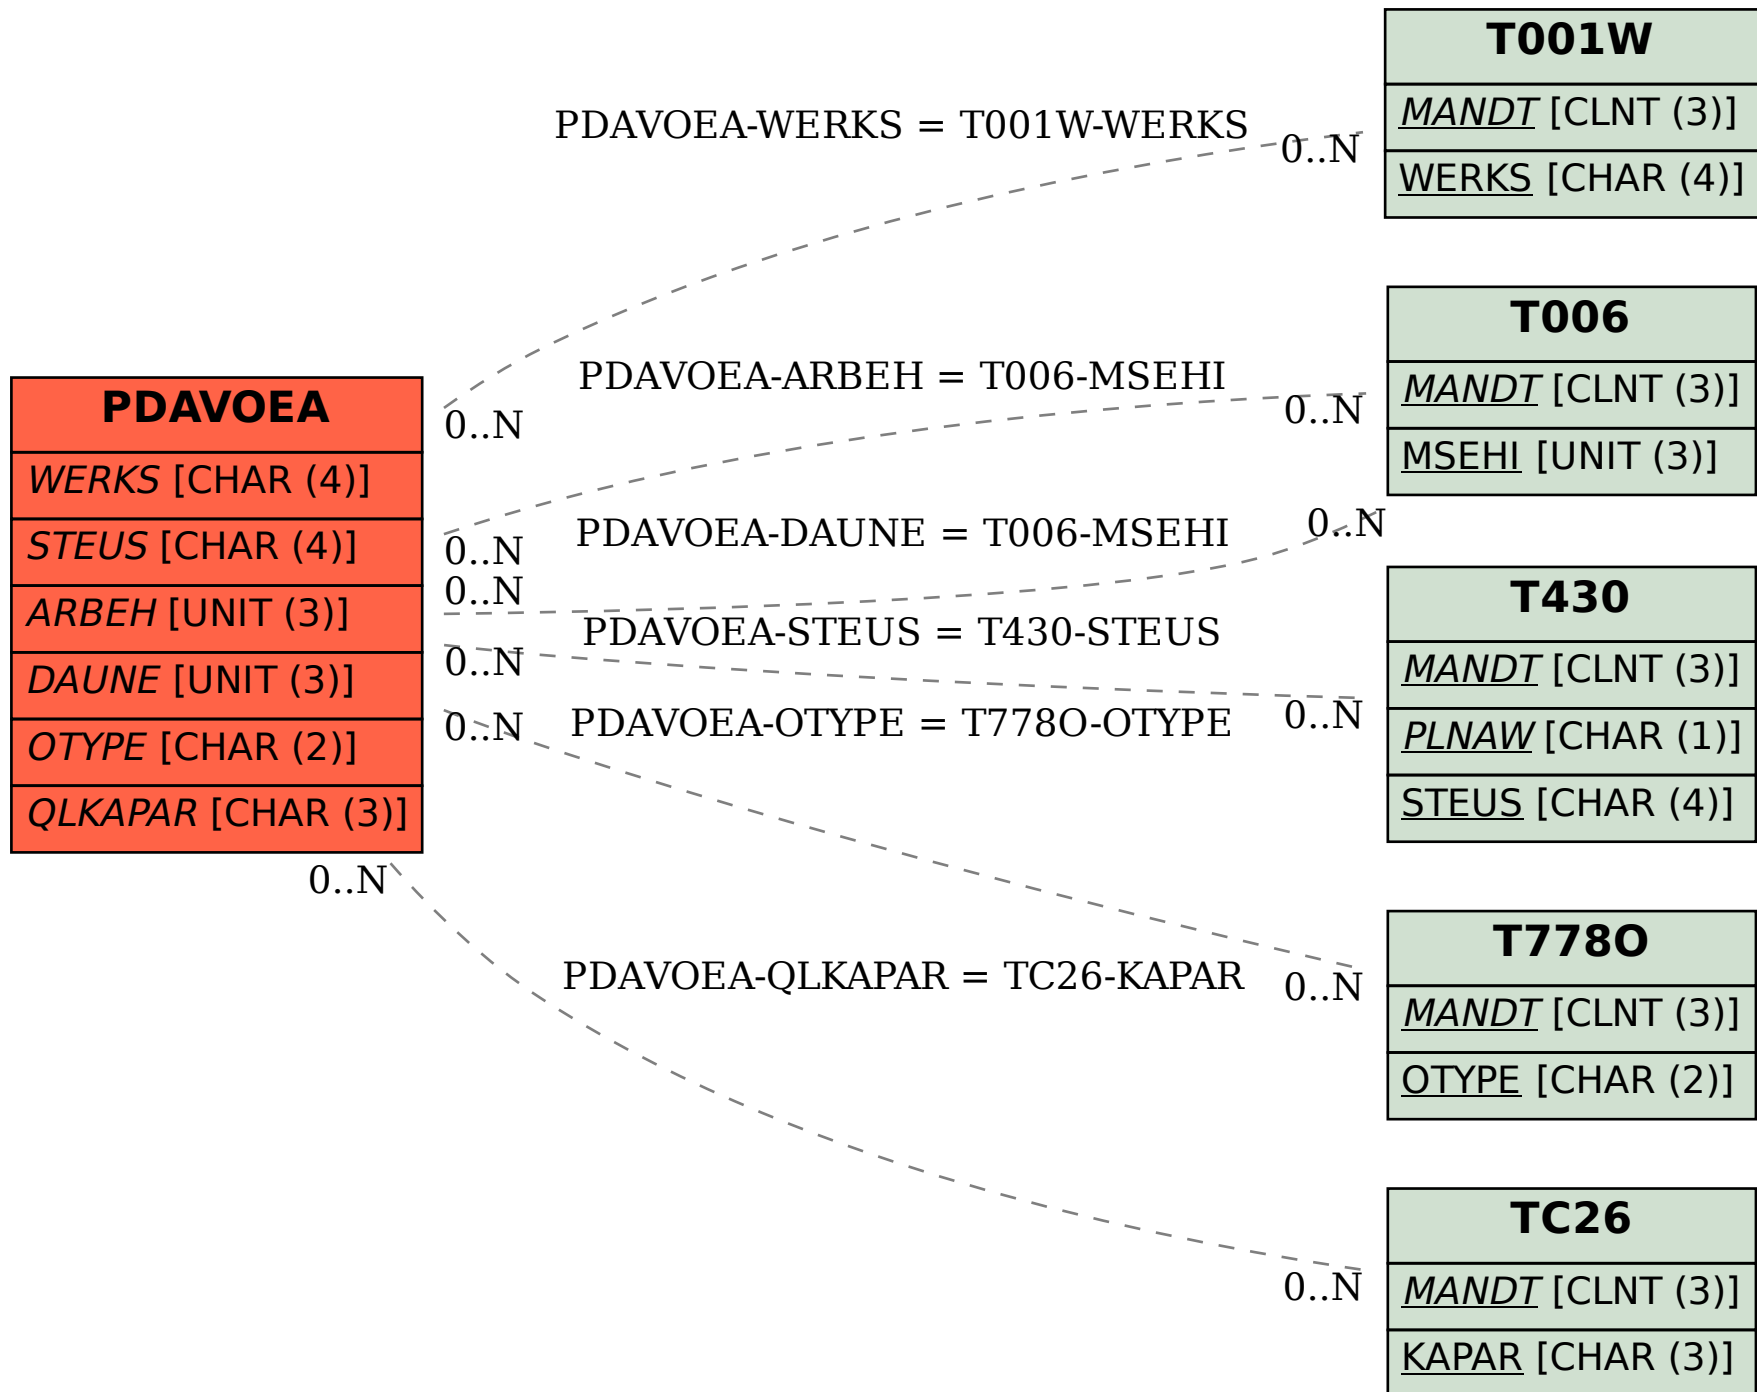 PDAVOEA
WERKS [CHAR (4)]
STEUS [CHAR (4)]
ARBEH [UNIT (3)]
DAUNE [UNIT (3)]
OTYPE [CHAR (2)]
QLKAPAR [CHAR (3)]
PDAVOEA-WERKS = T001W-WERKS
0..N
0..N
PDAVOEA-ARBEH = T006-MSEHI
0..N
0..N
PDAVOEA-DAUNE = T006-MSEHI
0..N
0..N
PDAVOEA-STEUS = T430-STEUS
0..N
0..N
PDAVOEA-OTYPE = T778O-OTYPE
0..N
0..N
PDAVOEA-QLKAPAR = TC26-KAPAR
0..N
0..N
T001W
MANDT [CLNT (3)]
WERKS [CHAR (4)]
T006
MANDT [CLNT (3)]
MSEHI [UNIT (3)]
T430
MANDT [CLNT (3)]
PLNAW [CHAR (1)]
STEUS [CHAR (4)]
T778O
MANDT [CLNT (3)]
OTYPE [CHAR (2)]
TC26
MANDT [CLNT (3)]
KAPAR [CHAR (3)]